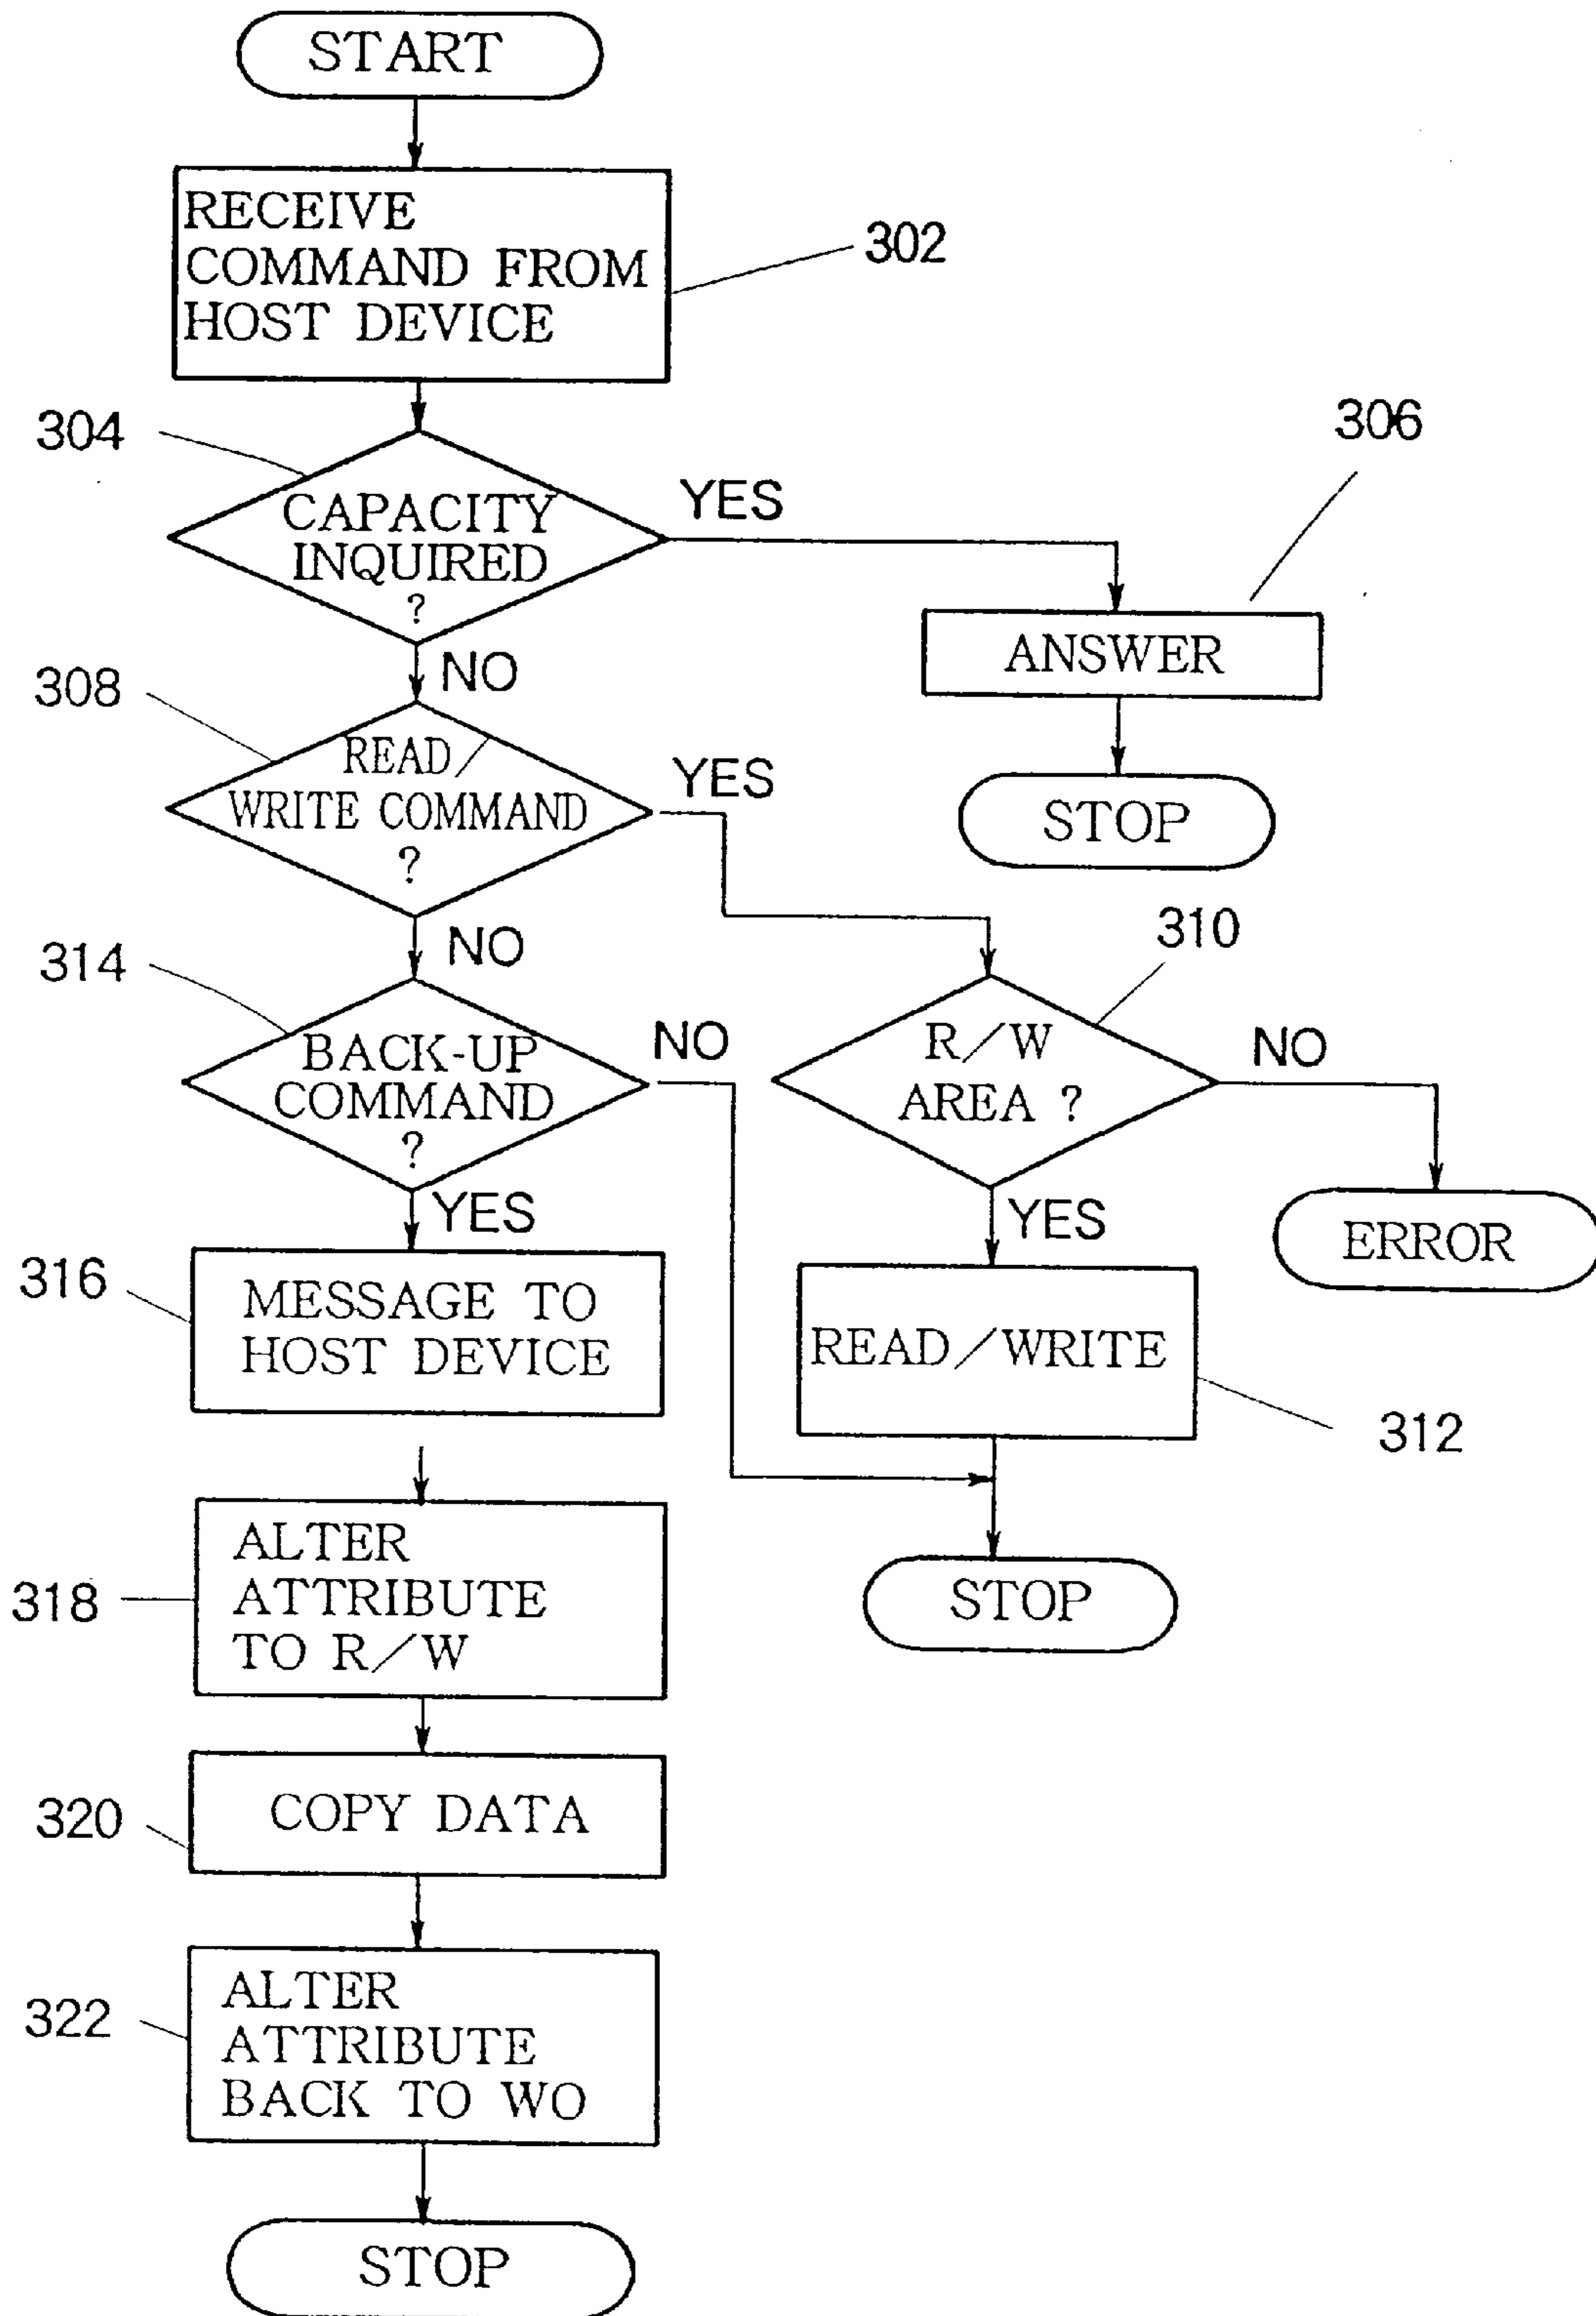 START
RECEIVE
COMMAND FROM
HOST DEVICE
302
304
CAPACITY
INQUIRED
?
YES
306
ANSWER
NO
STOP
308
READ/
WRITE COMMAND
?
YES
NO
310
314
BACK-UP
COMMAND
?
NO
R/W
AREA ?
NO
YES
YES
ERROR
316
MESSAGE TO
HOST DEVICE
READ/WRITE
312
318
ALTER
ATTRIBUTE
TO R/W
STOP
320
COPY DATA
322
ALTER
ATTRIBUTE
BACK TO WO
STOP